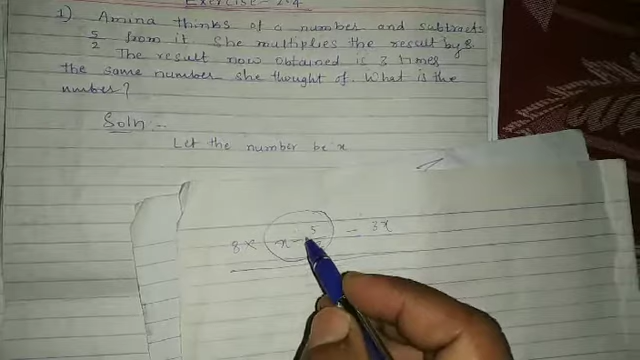 Exercise - 2.4
1) Amina thinks of a number and subtracts
5/2 from it. She multiplies the result by 8.
The result now obtained is 3 times
the same number she thought of. What is the
number?
Soln :-
Let the number be x
8 × x - 5 = 3x